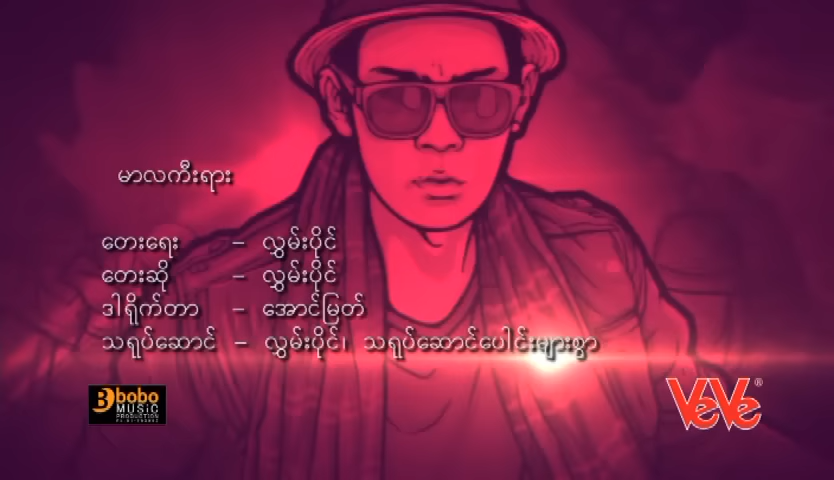 မာလကီးရား
တေးရေး – လွှမ်းပိုင်
တေးဆို – လွှမ်းပိုင်
ဒါရိုက်တာ – အောင်မြတ်
သရုပ်ဆောင် – လွှမ်းပိုင်၊ သရုပ်ဆောင်ပေါင်းများစွာ
bobo
MUSiC
PRODUCTION
VeVe®